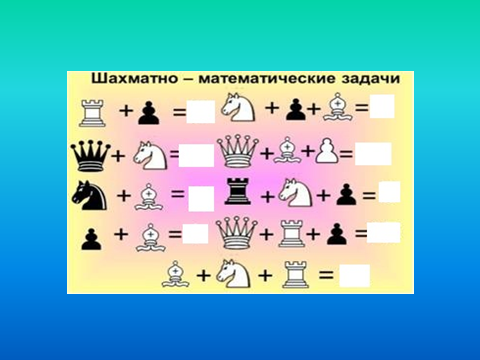 Шахматно – математические задачи
+ = + + =
+ = + + =
+ = + + =
+ = + + =
+ + =